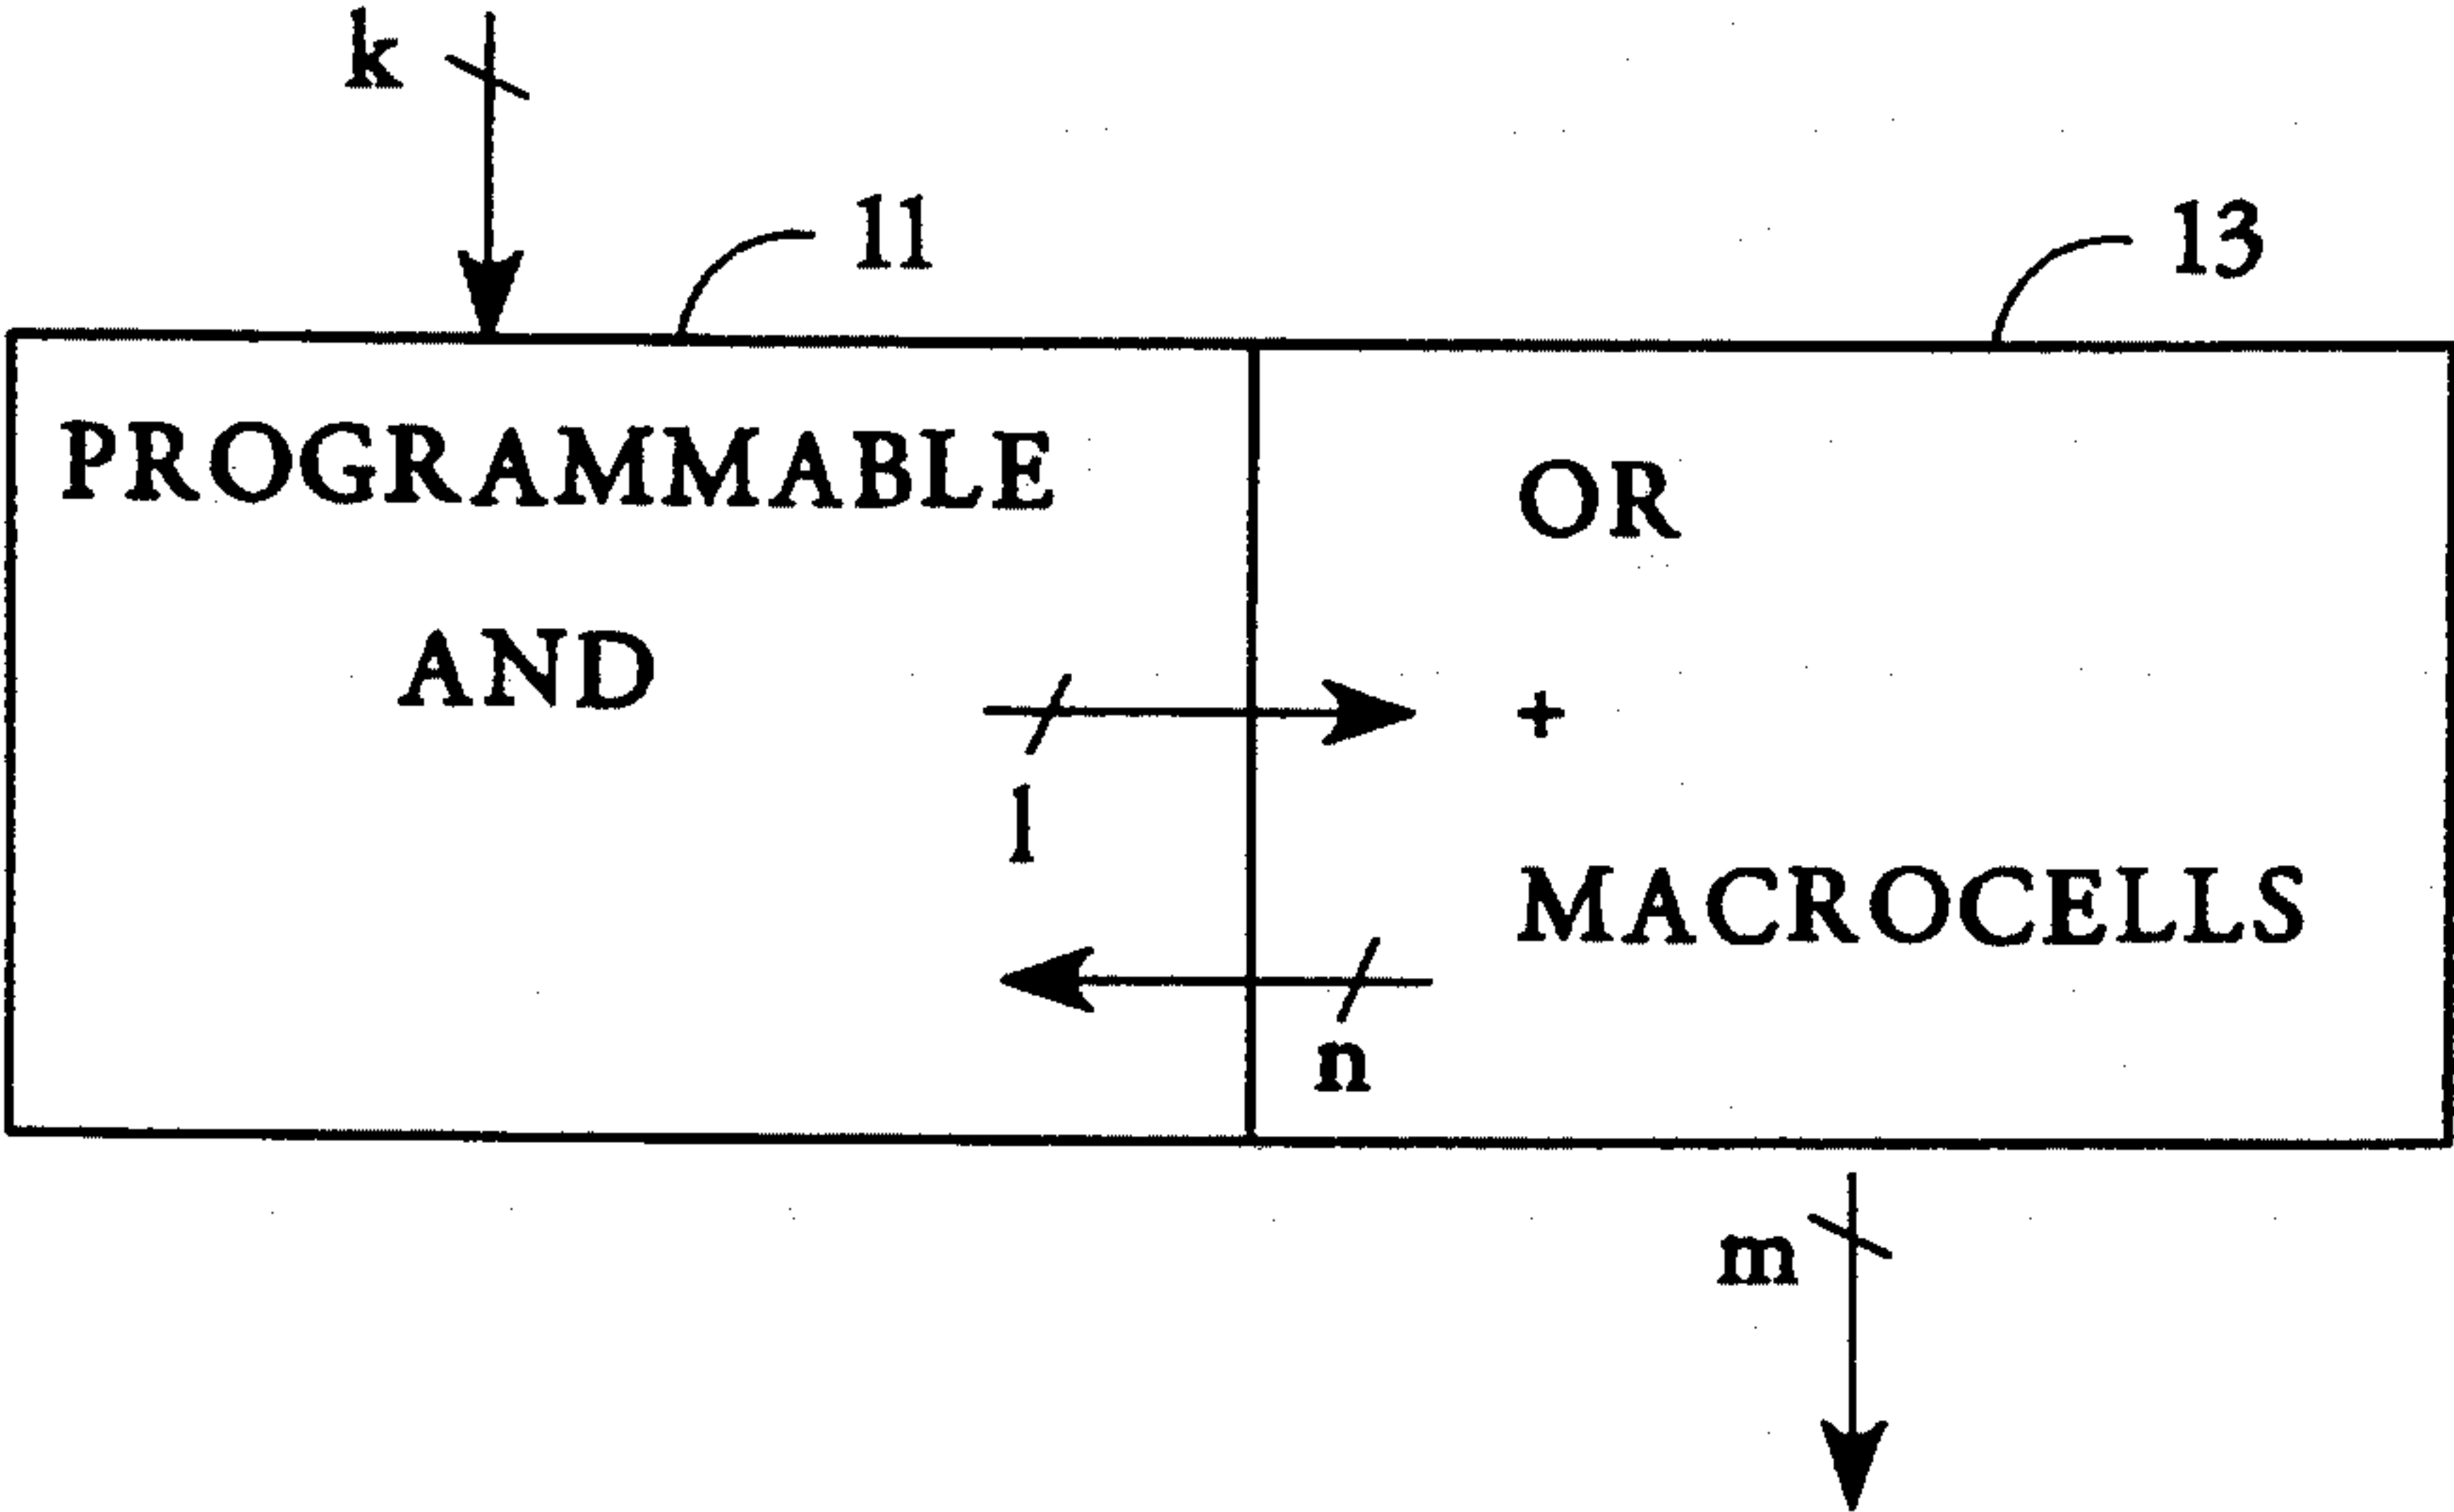 k
11
13
PROGRAMMABLE
AND
OR
+
MACROCELLS
l
n
m